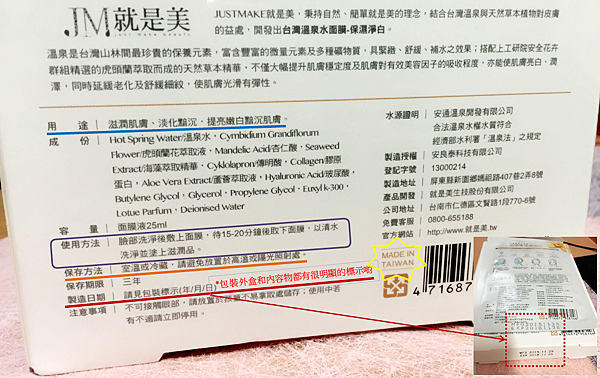 JM就是美
JUST MAKE BEAUTY
JUSTMAKE就是美，秉持自然、簡單就是美的理念，結合台灣溫泉與天然草本植物對皮膚
的益處，開發出台灣溫泉水面膜-保濕淨白。
溫泉是台灣山林間最珍貴的保養元素，富含豐富的微量元素及多種礦物質，具緊緻、舒緩、補水之效果；搭配上工研院安全花卉
群組精選的虎頭蘭萃取而成的天然草本精華，不僅大幅提升肌膚穩定度及肌膚對有效美容因子的吸收程度，亦能使肌膚亮白、潤
澤，同時延緩老化及舒緩細紋，使肌膚光滑有彈性。
用 途｜滋潤肌膚、淡化黯沉，提亮嫩白黯沉肌膚。
成 份｜Hot Spring Water/溫泉水，Cymbidium Grandiflorum
Flower/虎頭蘭花萃取液，Mandelic Acid/杏仁酸，Seaweed
Extract/海藻萃取精華，Cyklolapron/傳明酸，Collagen/膠原
蛋白，Aloe Vera Extract/蘆薈萃取液，Hyaluronic Acid/玻尿酸，
Butylene Glycol，Glycerol，Propylene Glycol，Euxyl k-300，
Lotue Parfum，Deionised Water
容 量｜面膜液25ml
使用方法｜臉部洗淨後敷上面膜，待15-20分鐘後取下面膜，以清水
洗淨並塗上滋潤品。
保存方法｜室溫或冷藏，請避免放置於高溫或陽光照射處。
保存期限｜三年
製造日期｜請見包裝標示(年/月/日)
注意事項｜不可接觸眼部，請放置於孩童不易拿取處儲存；使用中若
有不適請立即停用。
水源證明｜安通溫泉開發有限公司
合法溫泉水權水質符合
經濟部水利署「溫泉法」之規定
製造授權｜安良泰科技有限公司
登記字號｜13000214
製造地址｜屏東縣新園鄉媽祖路407巷2弄8號
產品開發｜就是美生技股份有限公司
公司地址｜台南市仁德區文賢路1段770-6號
免費客服｜0800-655188
官方網站｜http://www.就是美.tw
MADE IN
TAIWAN
*包裝外盒和內容物都有很明顯的標示喲
4 71687